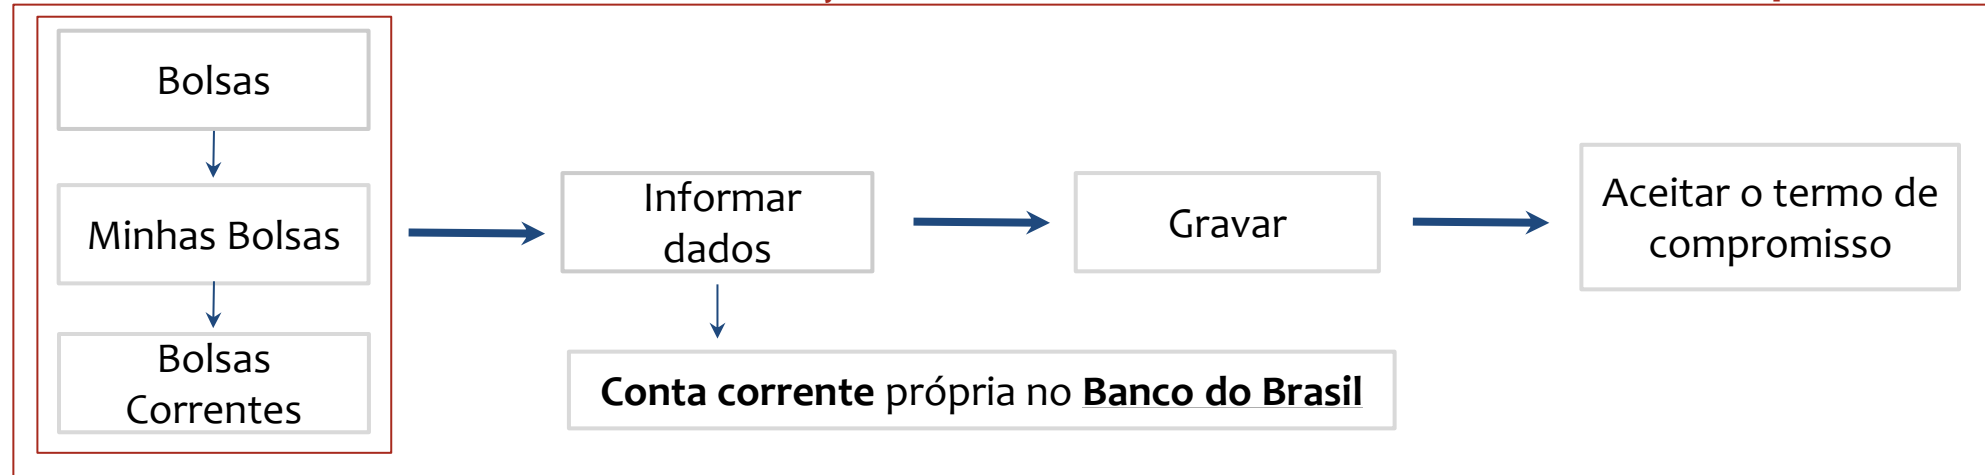 Bolsas
Minhas Bolsas
Bolsas
Correntes
Informar
dados
Conta corrente própria no Banco do Brasil
Gravar
Aceitar o termo de
compromisso